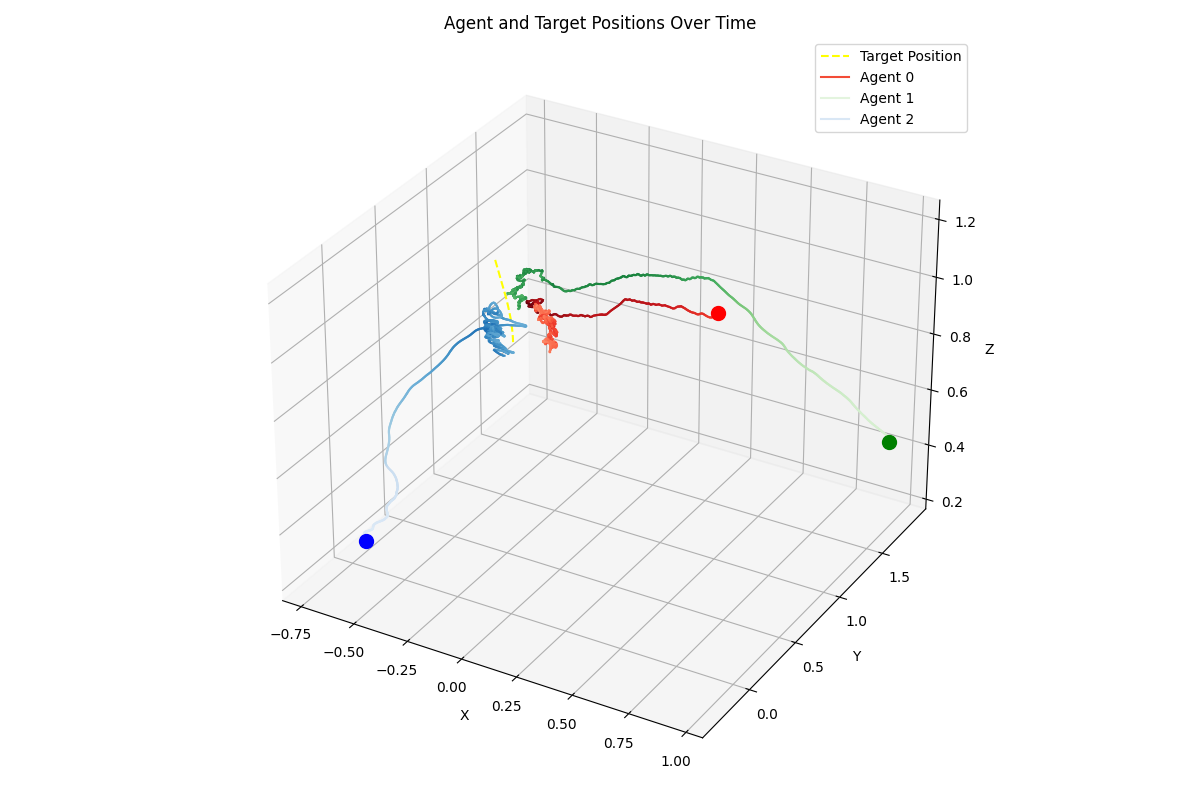 Agent and Target Positions Over Time
Target Position
Agent 0
Agent 1
Agent 2
1.2
1.0
0.8
0.6
0.4
0.2
Z
1.5
1.0
0.5
0.0
Y
−0.75
−0.50
−0.25
0.00
0.25
0.50
0.75
1.00
X